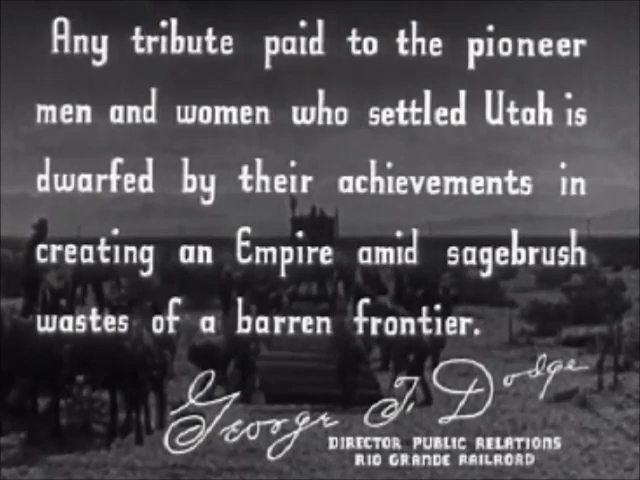 Any tribute paid to the pioneer
men and women who settled Utah is
dwarfed by their achievements in
creating an Empire amid sagebrush
wastes of a barren frontier.
George T. Dodge
DIRECTOR PUBLIC RELATIONS
RIO GRANDE RAILROAD